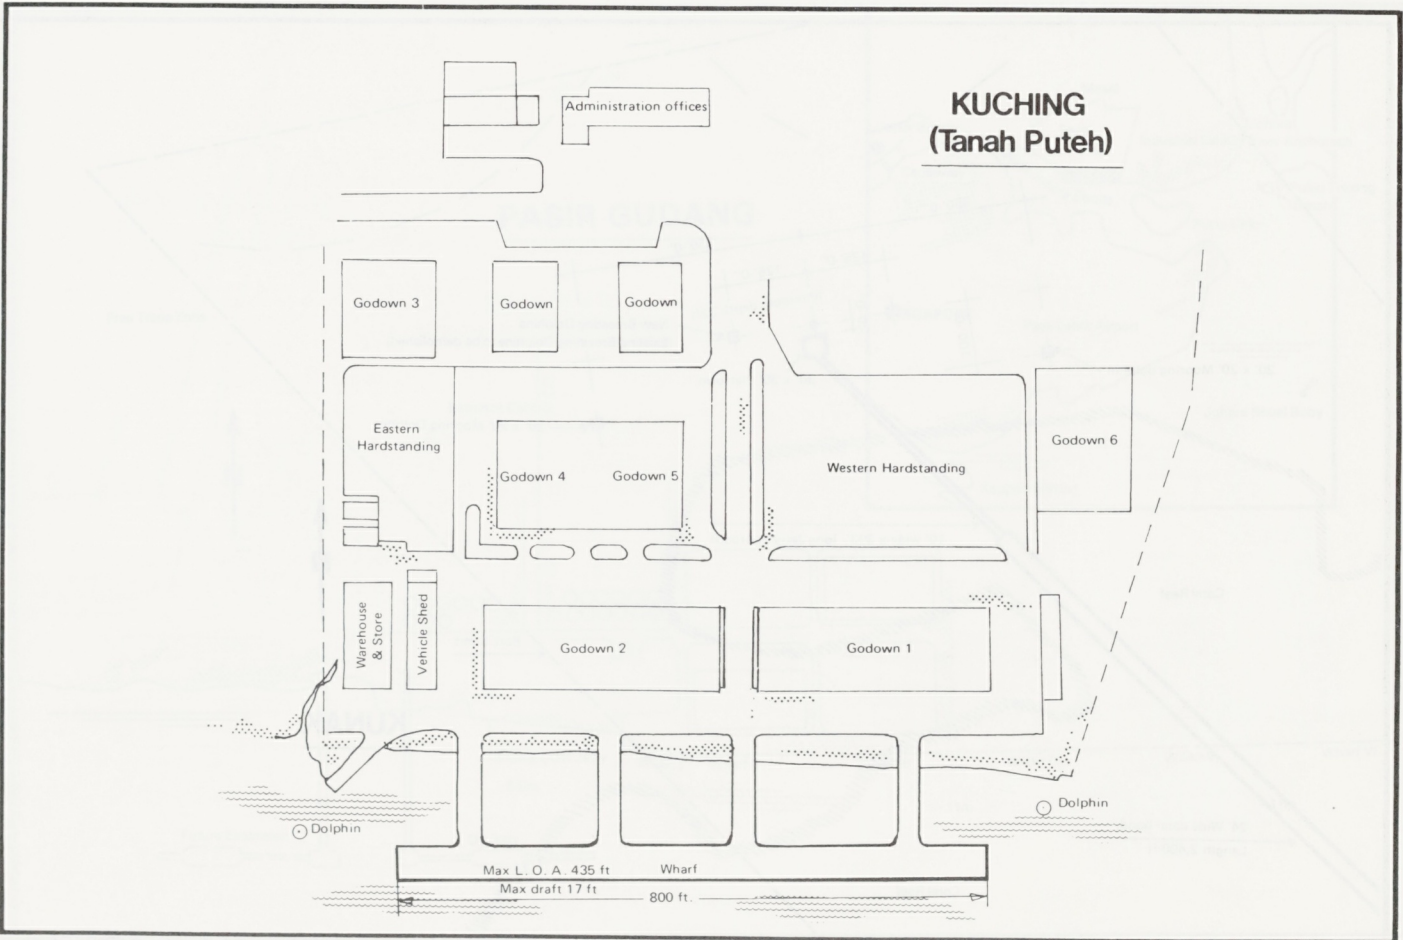 KUCHING
(Tanah Puteh)
Administration offices
Godown 3
Godown
Godown
Eastern
Hardstanding
Godown 4
Godown 5
Western Hardstanding
Godown 6
Warehouse
& Store
Vehicle Shed
Godown 2
Godown 1
Dolphin
Dolphin
Max L. O. A. 435 ft
Wharf
Max draft 17 ft
800 ft.